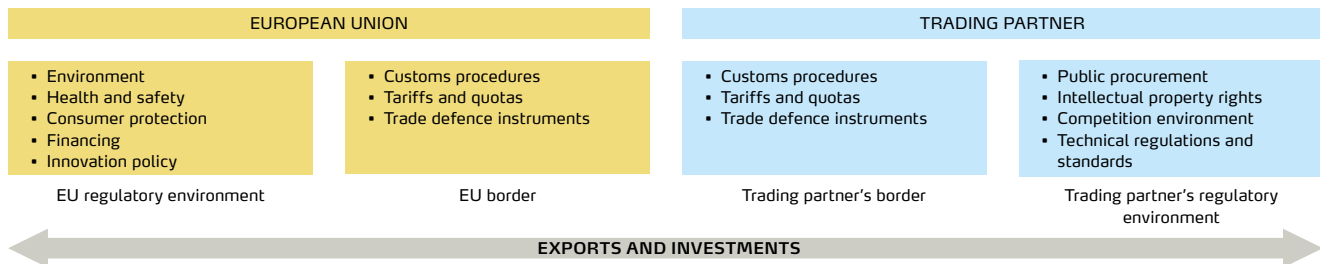 EUROPEAN UNION
TRADING PARTNER
▪ Environment
▪ Health and safety
▪ Consumer protection
▪ Financing
▪ Innovation policy
EU regulatory environment
▪ Customs procedures
▪ Tariffs and quotas
▪ Trade defence instruments
EU border
▪ Customs procedures
▪ Tariffs and quotas
▪ Trade defence instruments
Trading partner's border
▪ Public procurement
▪ Intellectual property rights
▪ Competition environment
▪ Technical regulations and
standards
Trading partner's regulatory
environment
EXPORTS AND INVESTMENTS